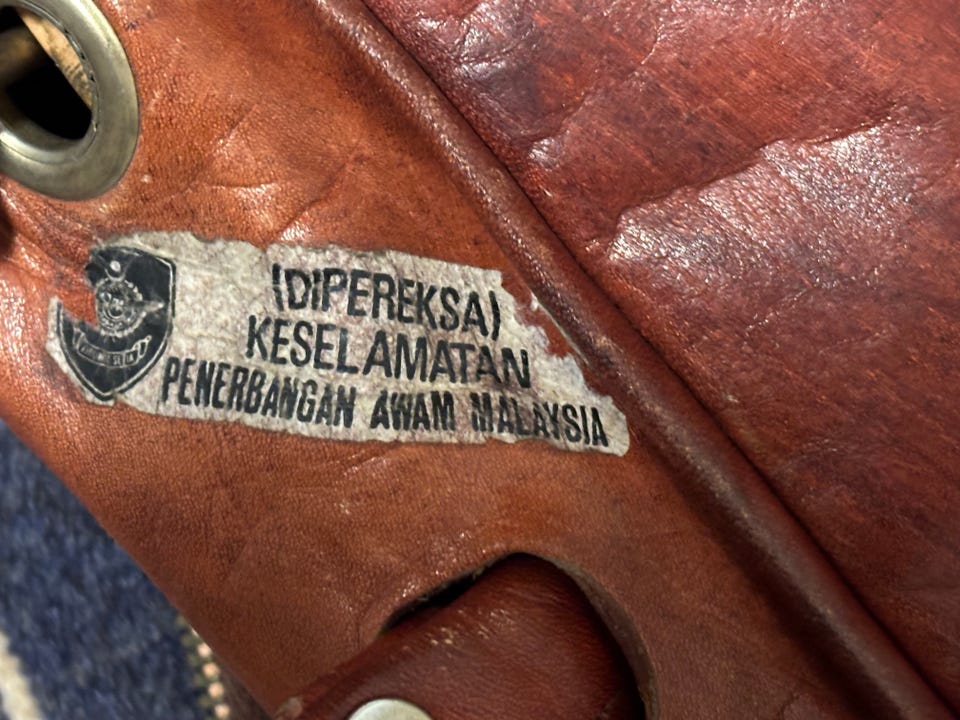 (DIPEREKSA)
KESELAMATAN
PENERBANGAN AWAM MALAYSIA